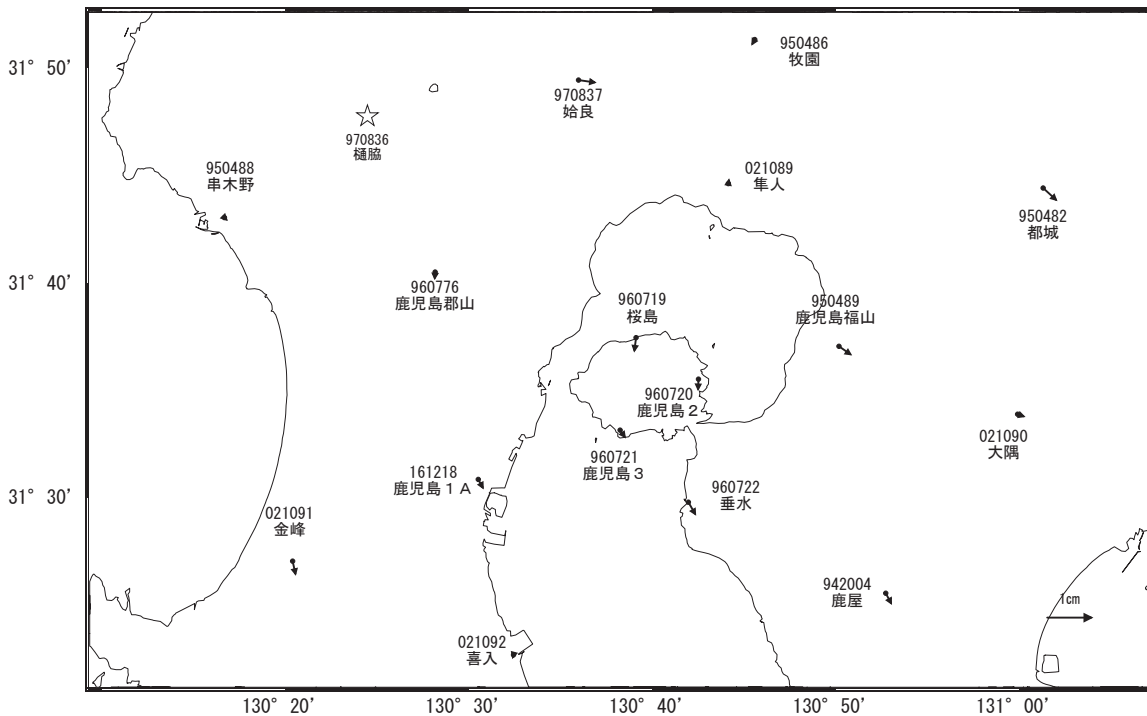 950486
牧園
31° 50'
970837
姶良
970836
樋脇
950488
串木野
021089
隼人
950482
都城
31° 40'
960776
鹿児島郡山
960719
桜島
950489
鹿児島福山
960720
鹿児島２
021090
大隅
960721
鹿児島３
161218
鹿児島１Ａ
31° 30'
960722
垂水
021091
金峰
942004
鹿屋
1cm
021092
喜入
130° 20'
130° 30'
130° 40'
130° 50'
131° 00'